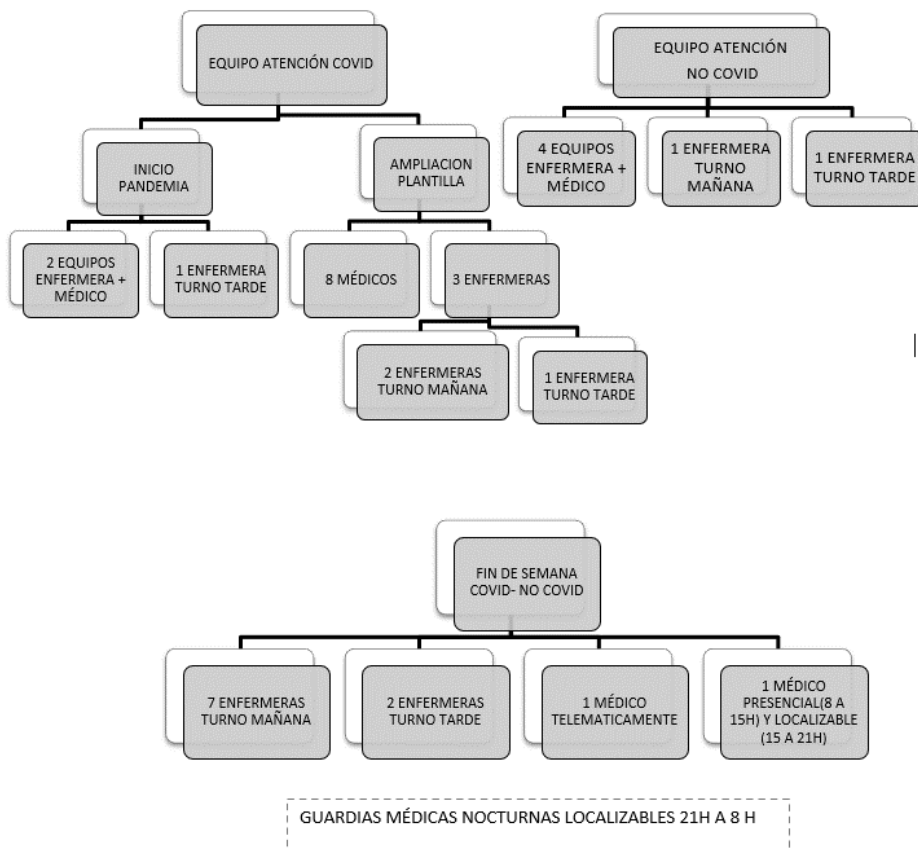 EQUIPO ATENCIÓN COVID
INICIO
PANDEMIA
AMPLIACION
PLANTILLA
2 EQUIPOS
ENFERMERA +
MÉDICO
1 ENFERMERA
TURNO TARDE
8 MÉDICOS
3 ENFERMERAS
2 ENFERMERAS
TURNO MAÑANA
1 ENFERMERA
TURNO TARDE
EQUIPO ATENCIÓN
NO COVID
4 EQUIPOS
ENFERMERA +
MÉDICO
1 ENFERMERA
TURNO
MAÑANA
1 ENFERMERA
TURNO TARDE
FIN DE SEMANA
COVID- NO COVID
7 ENFERMERAS
TURNO MAÑANA
2 ENFERMERAS
TURNO TARDE
1 MÉDICO
TELEMATICAMENTE
1 MÉDICO
PRESENCIAL(8 A
15H) Y LOCALIZABLE
(15 A 21H)
GUARDIAS MÉDICAS NOCTURNAS LOCALIZABLES 21H A 8 H